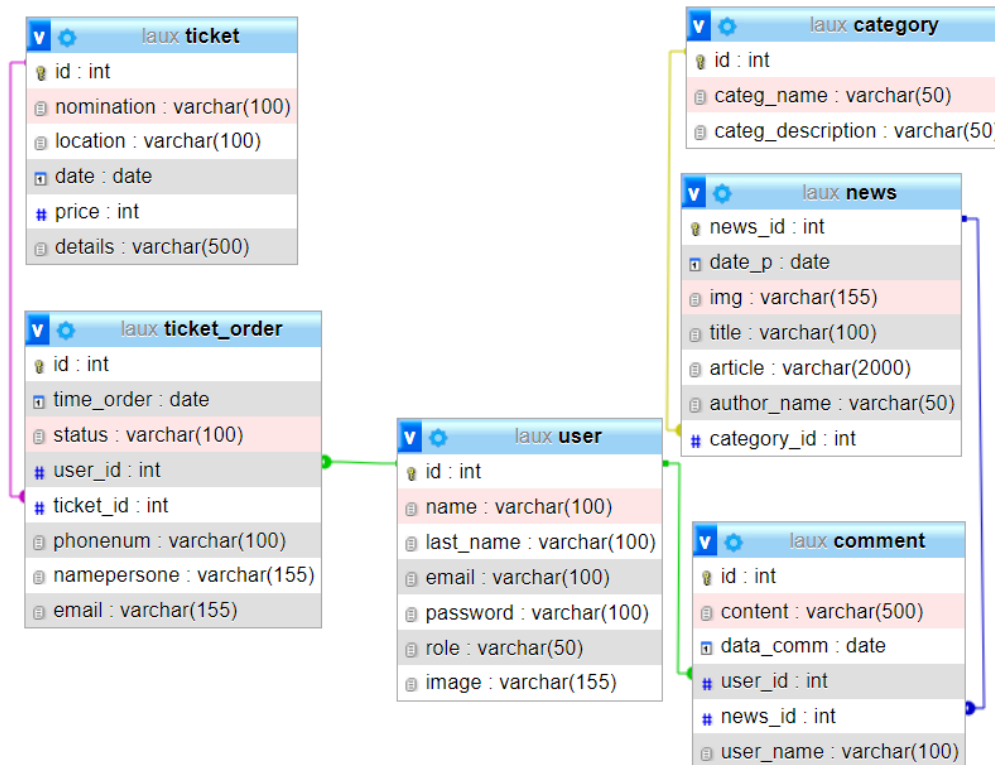 laux ticket
id : int
nomination : varchar(100)
location : varchar(100)
date : date
price : int
details : varchar(500)
laux ticket_order
id : int
time_order : date
status : varchar(100)
user_id : int
ticket_id : int
phonenum : varchar(100)
namepersone : varchar(155)
email : varchar(155)
laux user
id : int
name : varchar(100)
last_name : varchar(100)
email : varchar(100)
password : varchar(100)
role : varchar(50)
image : varchar(155)
laux category
id : int
categ_name : varchar(50)
categ_description : varchar(50)
laux news
news_id : int
date_p : date
img : varchar(155)
title : varchar(100)
article : varchar(2000)
author_name : varchar(50)
category_id : int
laux comment
id : int
content : varchar(500)
data_comm : date
user_id : int
news_id : int
user_name : varchar(100)